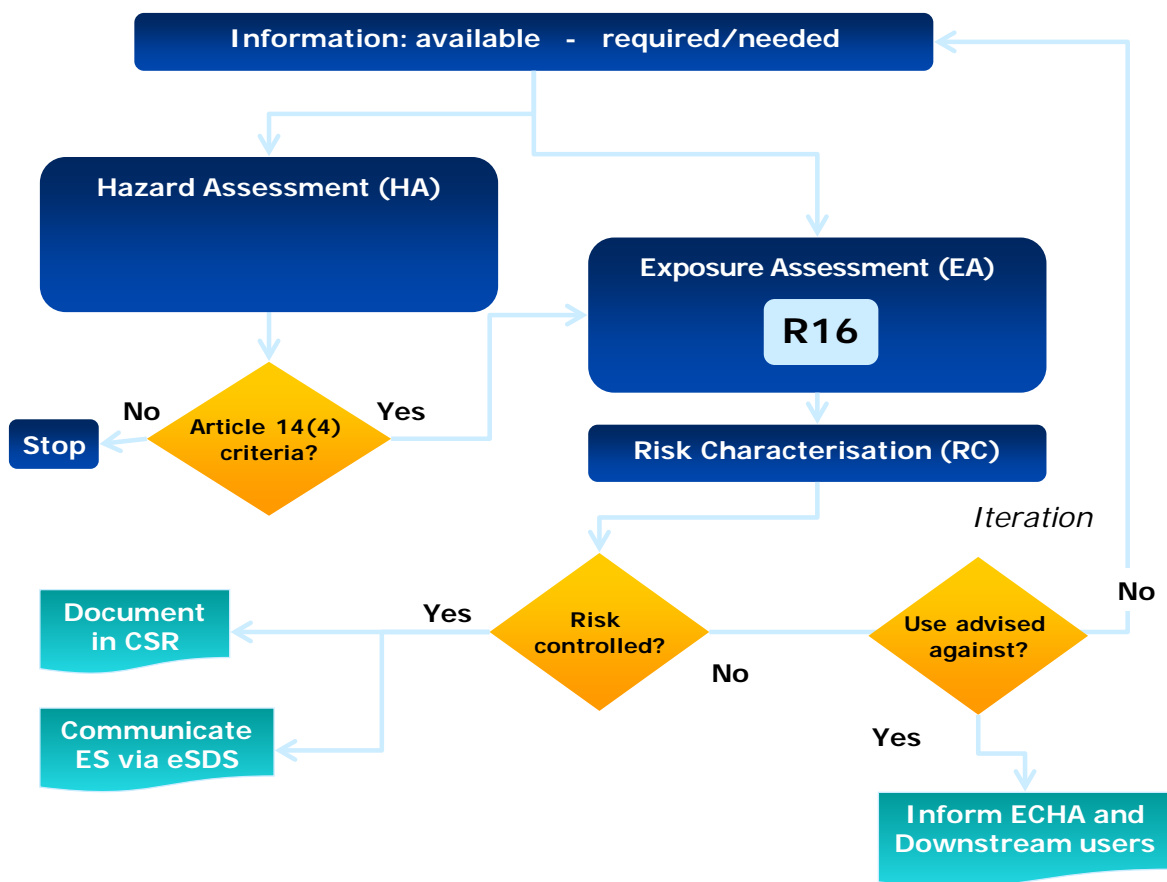 Information: available - required/needed
Hazard Assessment (HA)
Exposure Assessment (EA)
R16
No
Yes
Article 14(4)
criteria?
Stop
Risk Characterisation (RC)
Iteration
No
Document
in CSR
Yes
Risk
controlled?
Use advised
against?
No
Communicate
ES via eSDS
Yes
Inform ECHA and
Downstream users